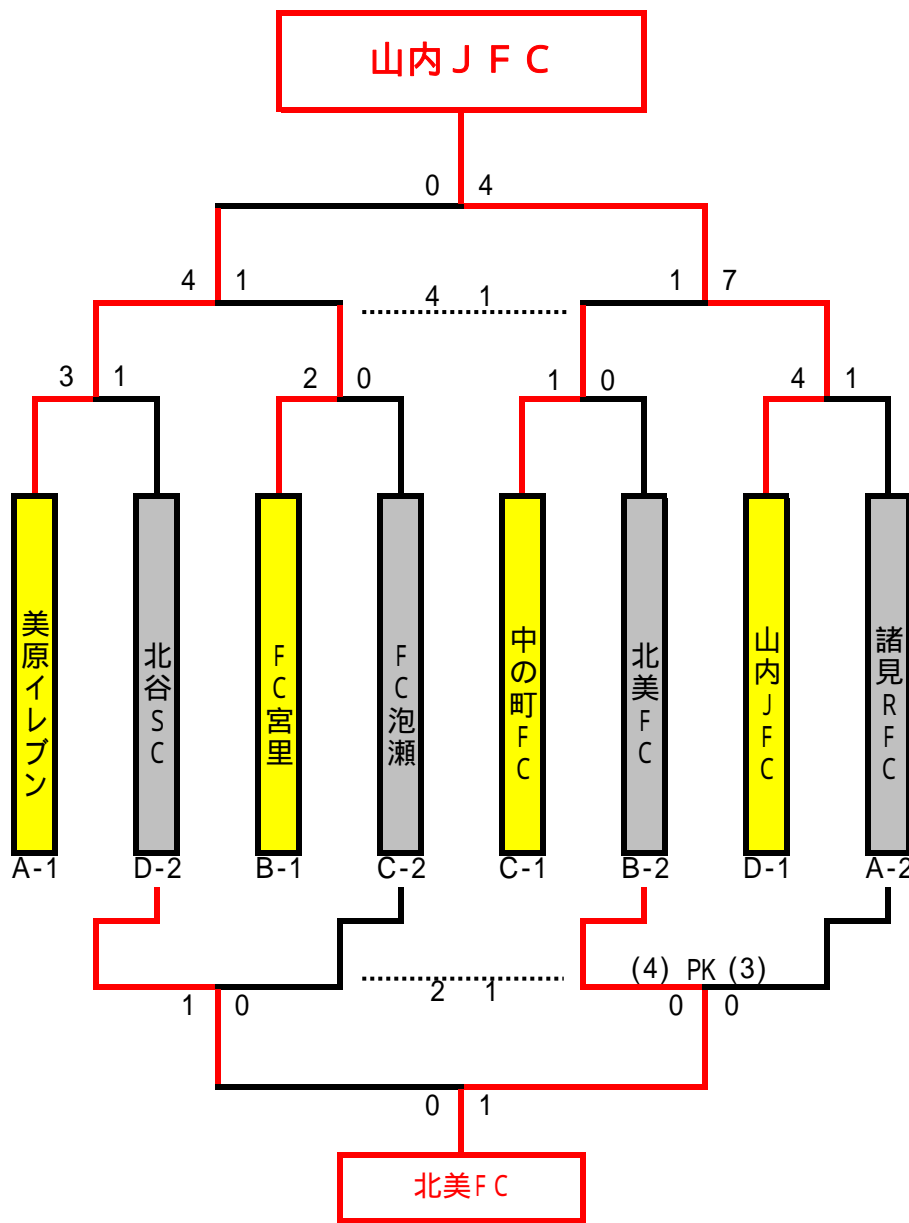 山内ＪＦＣ
0 4
4 1
4 1
1 7
3 1
2 0
1 0
4 1
美原イレブン
北谷SC
FC宮里
FC泡瀬
中の町FC
北美FC
山内JFC
諸見RFC
A-1
D-2
B-1
C-2
C-1
B-2
D-1
A-2
(4) PK (3)
1 0
2 1
0 0
0 1
北美FC